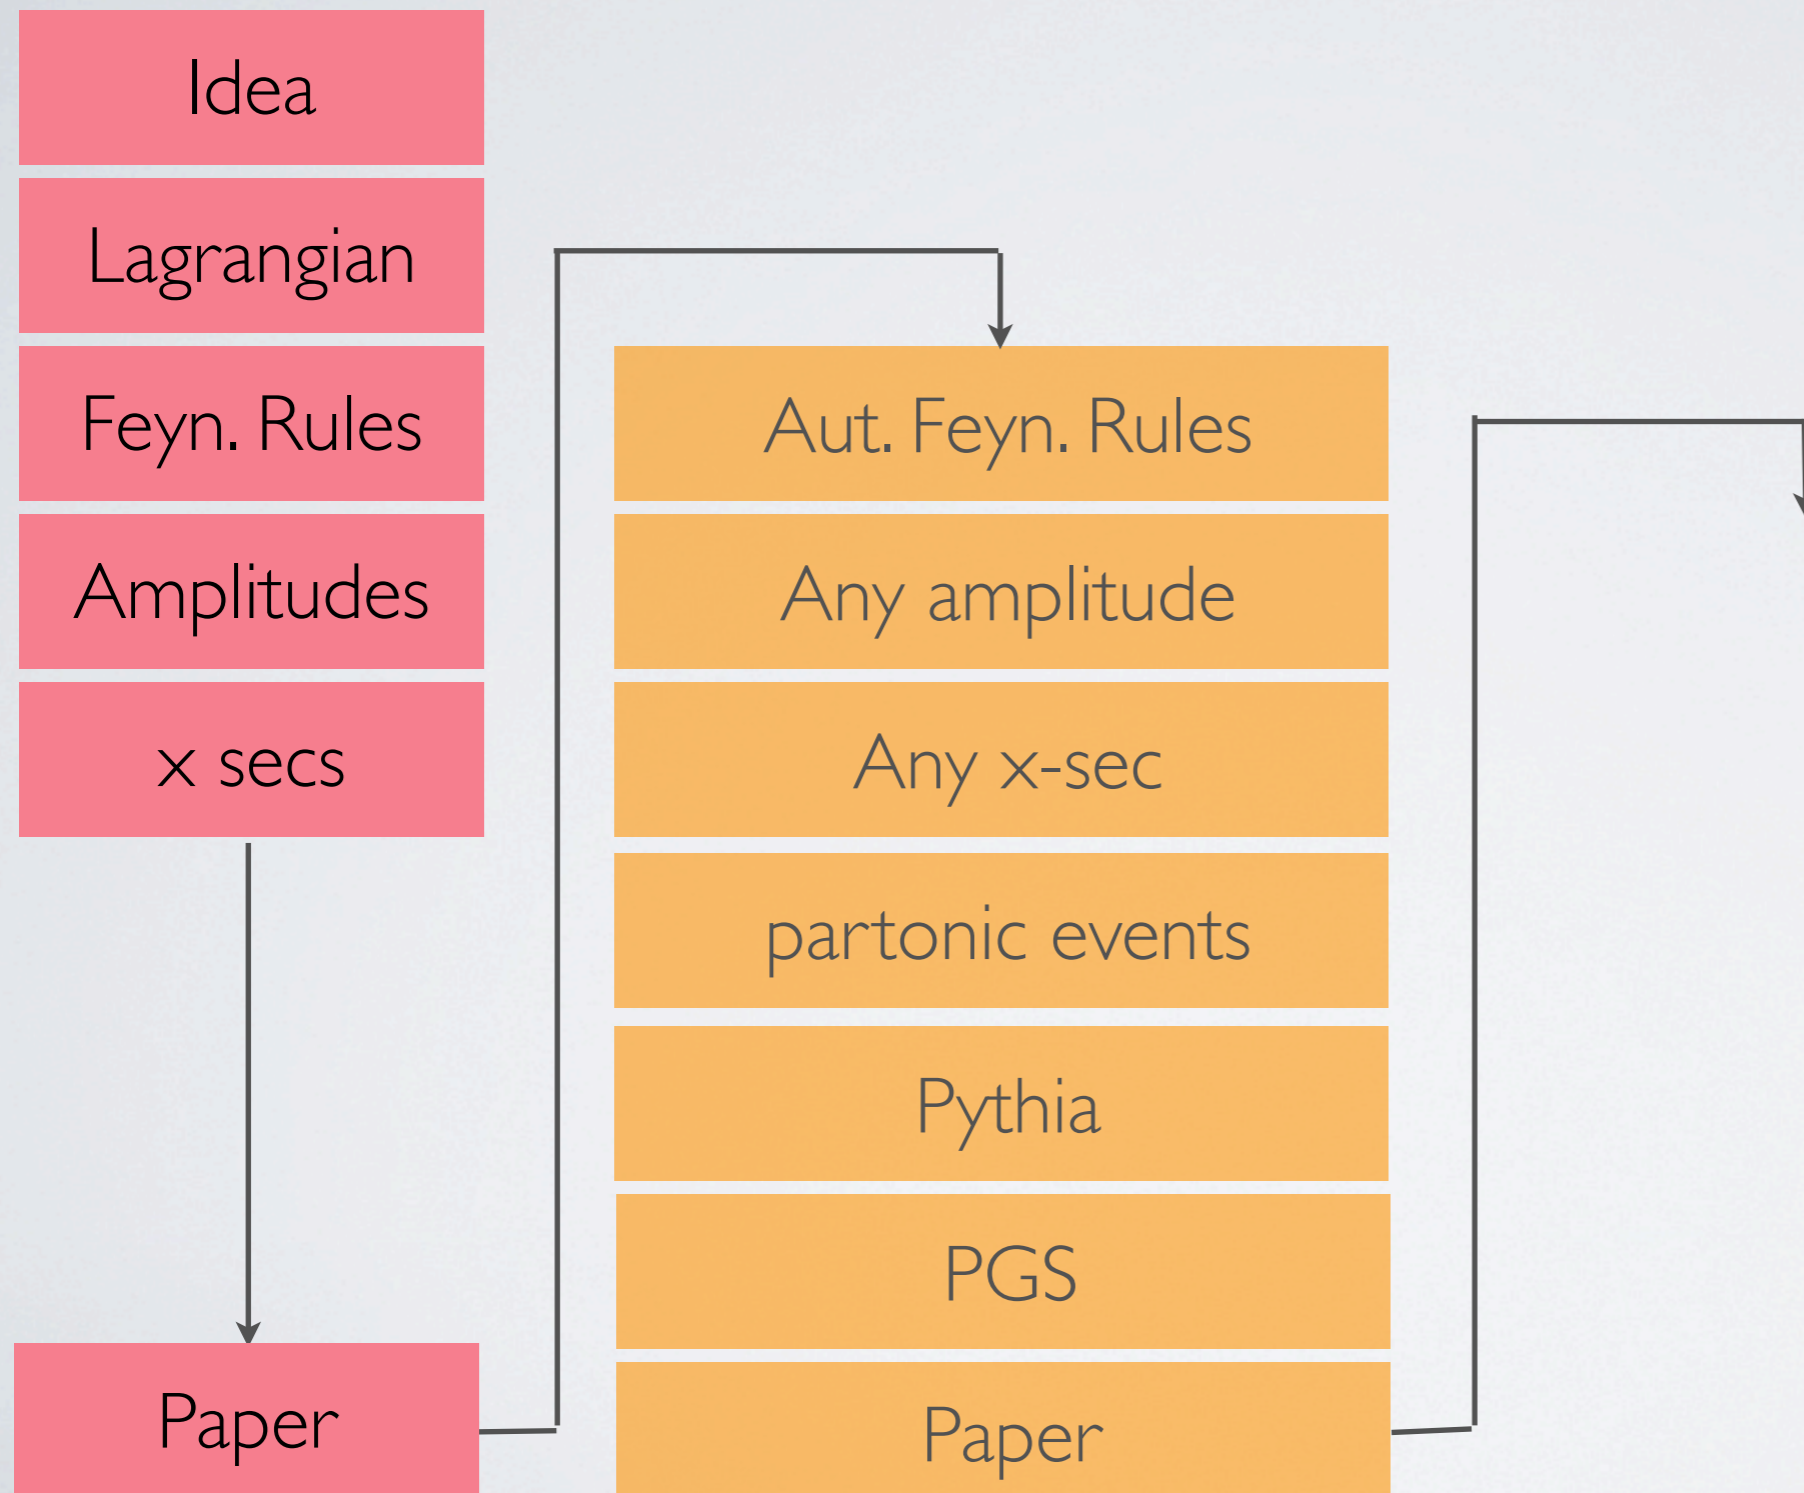 Idea
Lagrangian
Feyn. Rules
Amplitudes
x secs
Paper
Aut. Feyn. Rules
Any amplitude
Any x-sec
partonic events
Pythia
PGS
Paper